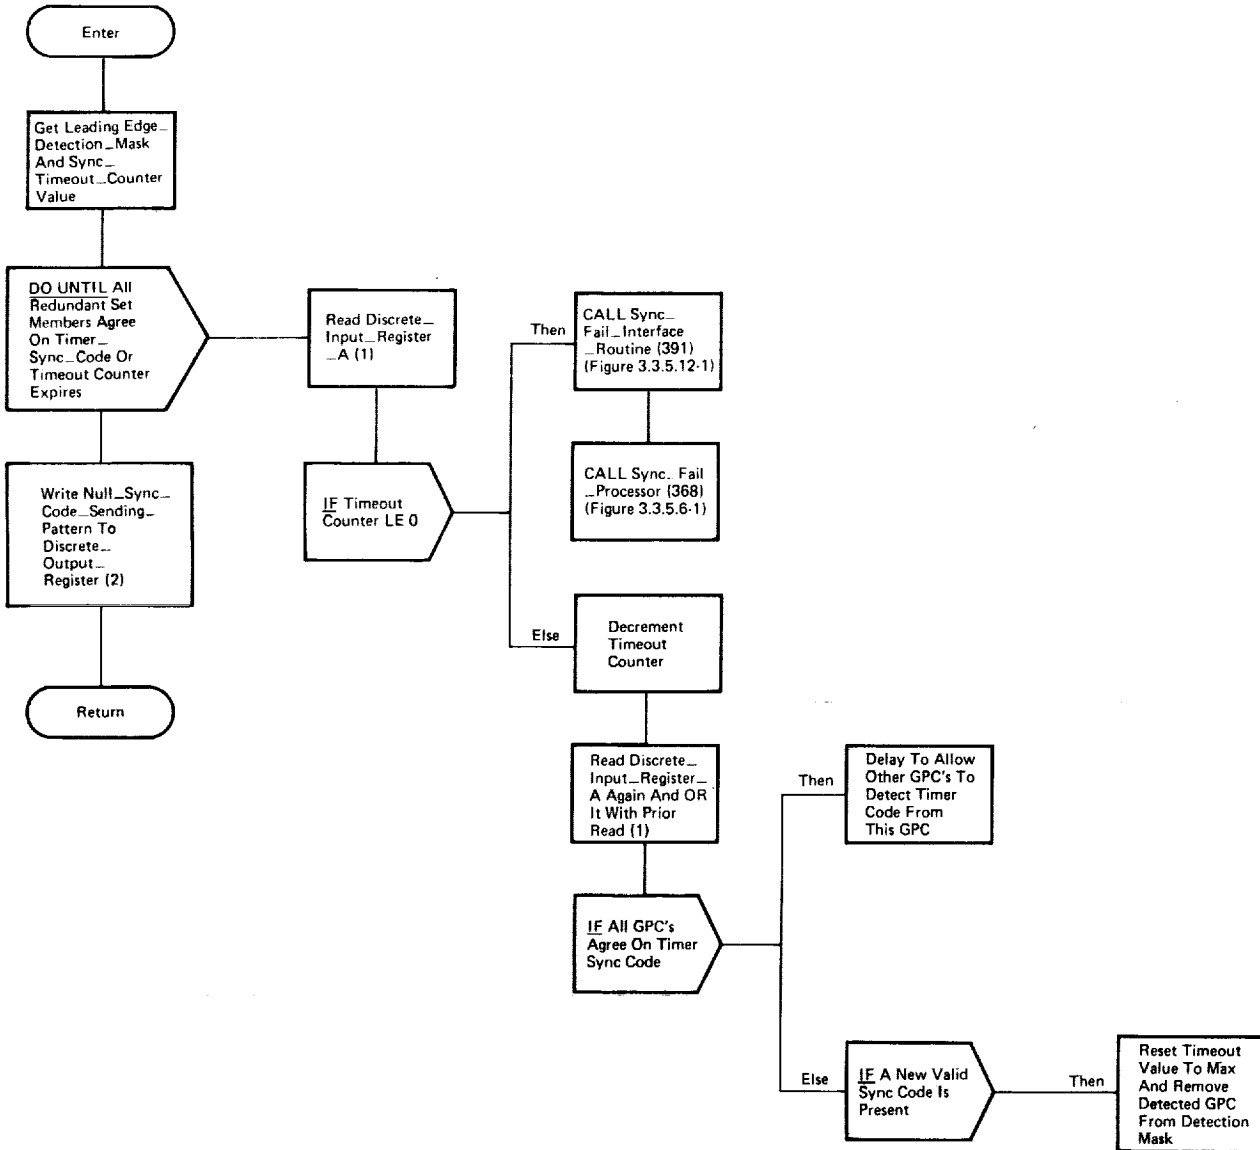 Enter
Get Leading Edge_
Detection_Mask
And Sync_
Timeout_Counter
Value
DO UNTIL All
Redundant Set
Members Agree
On Timer_
Sync_Code Or
Timeout Counter
Expires
Write Null_Sync_
Code_Sending_
Pattern To
Discrete_
Output_
Register (2)
Return
Read Discrete_
Input_Register
_A (1)
IF Timeout
Counter LE 0
Then
CALL Sync_
Fail_Interface
_Routine (391)
(Figure 3.3.5.12-1)
CALL Sync_Fail
_Processor (368)
(Figure 3.3.5.6-1)
Else
Decrement
Timeout
Counter
Read Discrete_
Input_Register_
A Again And OR
It With Prior
Read (1)
IF All GPC's
Agree On Timer
Sync Code
Then
Delay To Allow
Other GPC's To
Detect Timer
Code From
This GPC
Else
IF A New Valid
Sync Code Is
Present
Then
Reset Timeout
Value To Max
And Remove
Detected GPC
From Detection
Mask